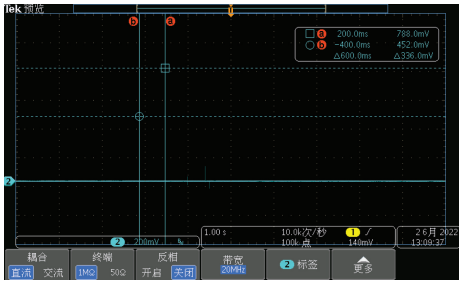 Tek 预览
b a
a 200.0ms 788.0mV
b −400.0ms 452.0mV
△600.0ms △336.0mV
2
2 200mV
1.00 s 10.0k次/秒 1
100k 点 140mV
2 6月 2022
13:09:37
耦合 终端 反相 带宽 2 标签 更多
直流 交流 1MΩ 50Ω 开启 关闭 20MHz